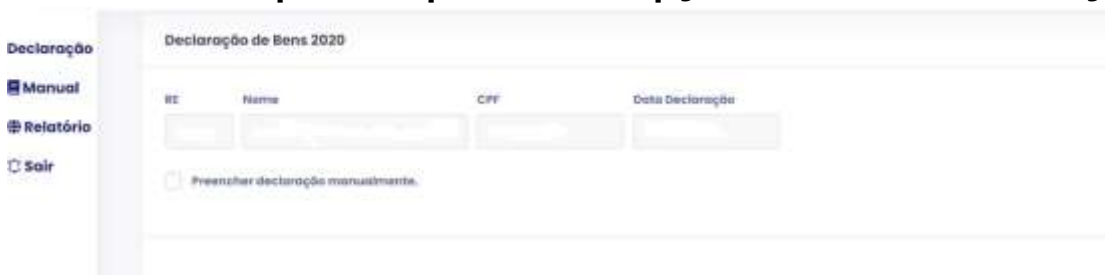 Declaração
Manual
Relatório
Sair
Declaração de Bens 2020
RE Nome CPF Data Declaração
Preencher declaração manualmente.